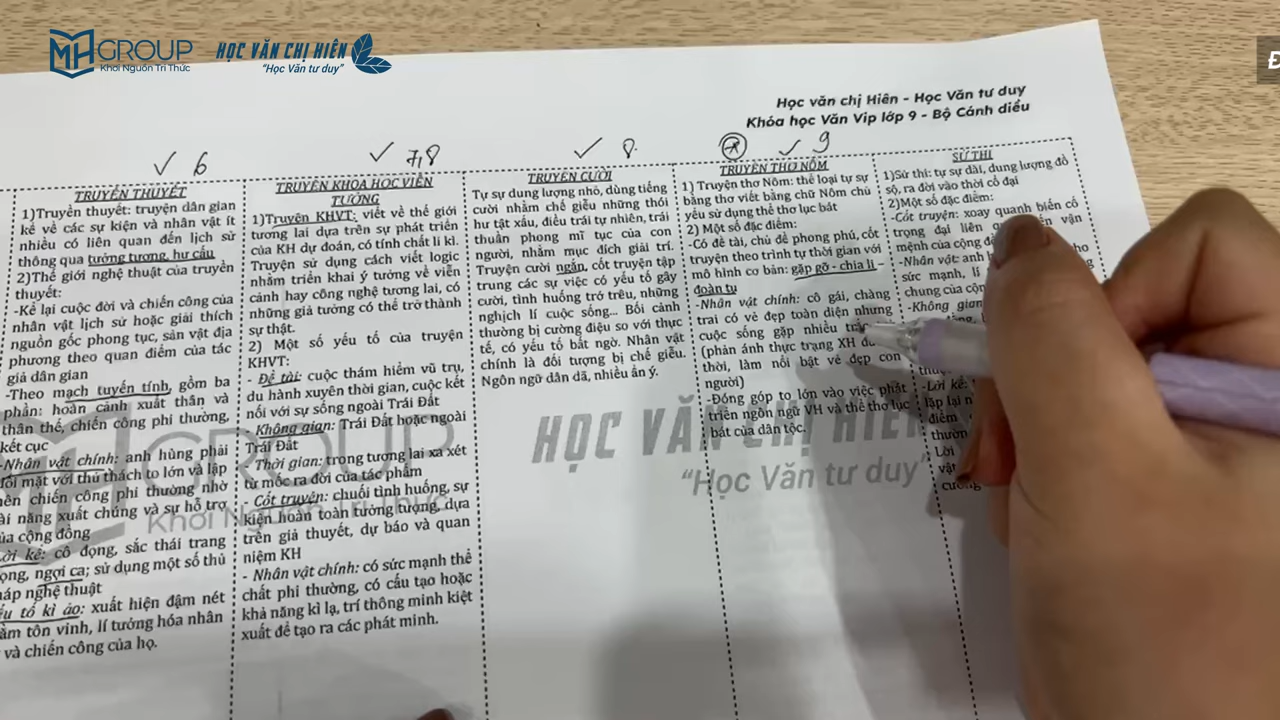 MH GROUP
Khơi Nguồn Tri Thức
HỌC VĂN CHỊ HIÊN
“Học Văn tư duy”
Học văn chị Hiên - Học Văn tư duy
Khóa học Văn Vip lớp 9 - Bộ Cánh diều
✓ 6
TRUYỀN THUYẾT
1)Truyền thuyết: truyện dân gian
kể về các sự kiện và nhân vật ít
nhiều có liên quan đến lịch sử
thông qua tưởng tượng, hư cấu
2)Thế giới nghệ thuật của truyền
thuyết:
-Kể lại cuộc đời và chiến công của
nhân vật lịch sử hoặc giải thích
nguồn gốc phong tục, sản vật địa
phương theo quan điểm của tác
giả dân gian
-Theo mạch tuyến tính, gồm ba
phần: hoàn cảnh xuất thân và
thân thế, chiến công phi thường,
kết cục
-Nhân vật chính: anh hùng phải
đối mặt với thử thách to lớn và lập
nên chiến công phi thường nhờ
tài năng xuất chúng và sự hỗ trợ
của cộng đồng
Lời kể: cô đọng, sắc thái trang
trọng, ngợi ca; sử dụng một số thủ
pháp nghệ thuật
yếu tố kì ảo: xuất hiện đậm nét
nhằm tôn vinh, lí tưởng hóa nhân
và chiến công của họ.
✓ 7,8
TRUYỆN KHOA HỌC VIỄN
TƯỞNG
1)Truyện KHVT: viết về thế giới
tương lai dựa trên sự phát triển
của KH dự đoán, có tính chất li kì.
Truyện sử dụng cách viết logic
nhằm triển khai ý tưởng về viễn
cảnh hay công nghệ tương lai, có
những giả tưởng có thể trở thành
sự thật.
2) Một số yếu tố của truyện
KHVT:
- Đề tài: cuộc thám hiểm vũ trụ,
du hành xuyên thời gian, cuộc kết
nối với sự sống ngoài Trái Đất
- Không gian: Trái Đất hoặc ngoài
Trái Đất
- Thời gian: trong tương lai xa xét
từ mốc ra đời của tác phẩm
- Cốt truyện: chuỗi tình huống, sự
kiện hoàn toàn tưởng tượng, dựa
trên giả thuyết, dự báo và quan
niệm KH
- Nhân vật chính: có sức mạnh thể
chất phi thường, có cấu tạo hoặc
khả năng kì lạ, trí thông minh kiệt
xuất để tạo ra các phát minh.
✓ 8
TRUYỆN CƯỜI
Tự sự dung lượng nhỏ, dùng tiếng
cười nhằm chế giễu những thói
hư tật xấu, điều trái tự nhiên, trái
thuần phong mĩ tục của con
người, nhằm mục đích giải trí.
Truyện cười ngắn, cốt truyện tập
trung các sự việc có yếu tố gây
cười, tình huống trớ trêu, những
nghịch lí cuộc sống... Bối cảnh
thường bị cường điệu so với thực
tế, có yếu tố bất ngờ. Nhân vật
chính là đối tượng bị chế giễu.
Ngôn ngữ dân dã, nhiều ẩn ý.
✓ 9
TRUYỆN THƠ NÔM
1) Truyện thơ Nôm: thể loại tự sự
bằng thơ viết bằng chữ Nôm chủ
yếu sử dụng thể thơ lục bát
2) Một số đặc điểm:
-Có đề tài, chủ đề phong phú, cốt
truyện theo trình tự thời gian với
mô hình cơ bản: gặp gỡ - chia li –
đoàn tụ
-Nhân vật chính: cô gái, chàng
trai có vẻ đẹp toàn diện nhưng
cuộc sống gặp nhiều
(phản ánh thực trạng XH
thời, làm nổi bật vẻ đẹp con
người)
-Đóng góp to lớn vào việc phát
triển ngôn ngữ VH và thể thơ lục
bát của dân tộc.
SỬ THI
1)Sử thi: tự sự dài, dung lượng đồ
sộ, ra đời vào thời cổ đại
2)Một số đặc điểm:
-Cốt truyện: xoay quanh biến cố
trọng đại liên vận
mệnh của cộng
-Nhân vật: anh
sức mạnh, lí
chung của
-Không gian
-Lời kể:
lặp lại
điểm
Lời
vật
MH GROUP
Khơi Nguồn Tri Thức
HỌC VĂN CHỊ HIÊN
“Học Văn tư duy”